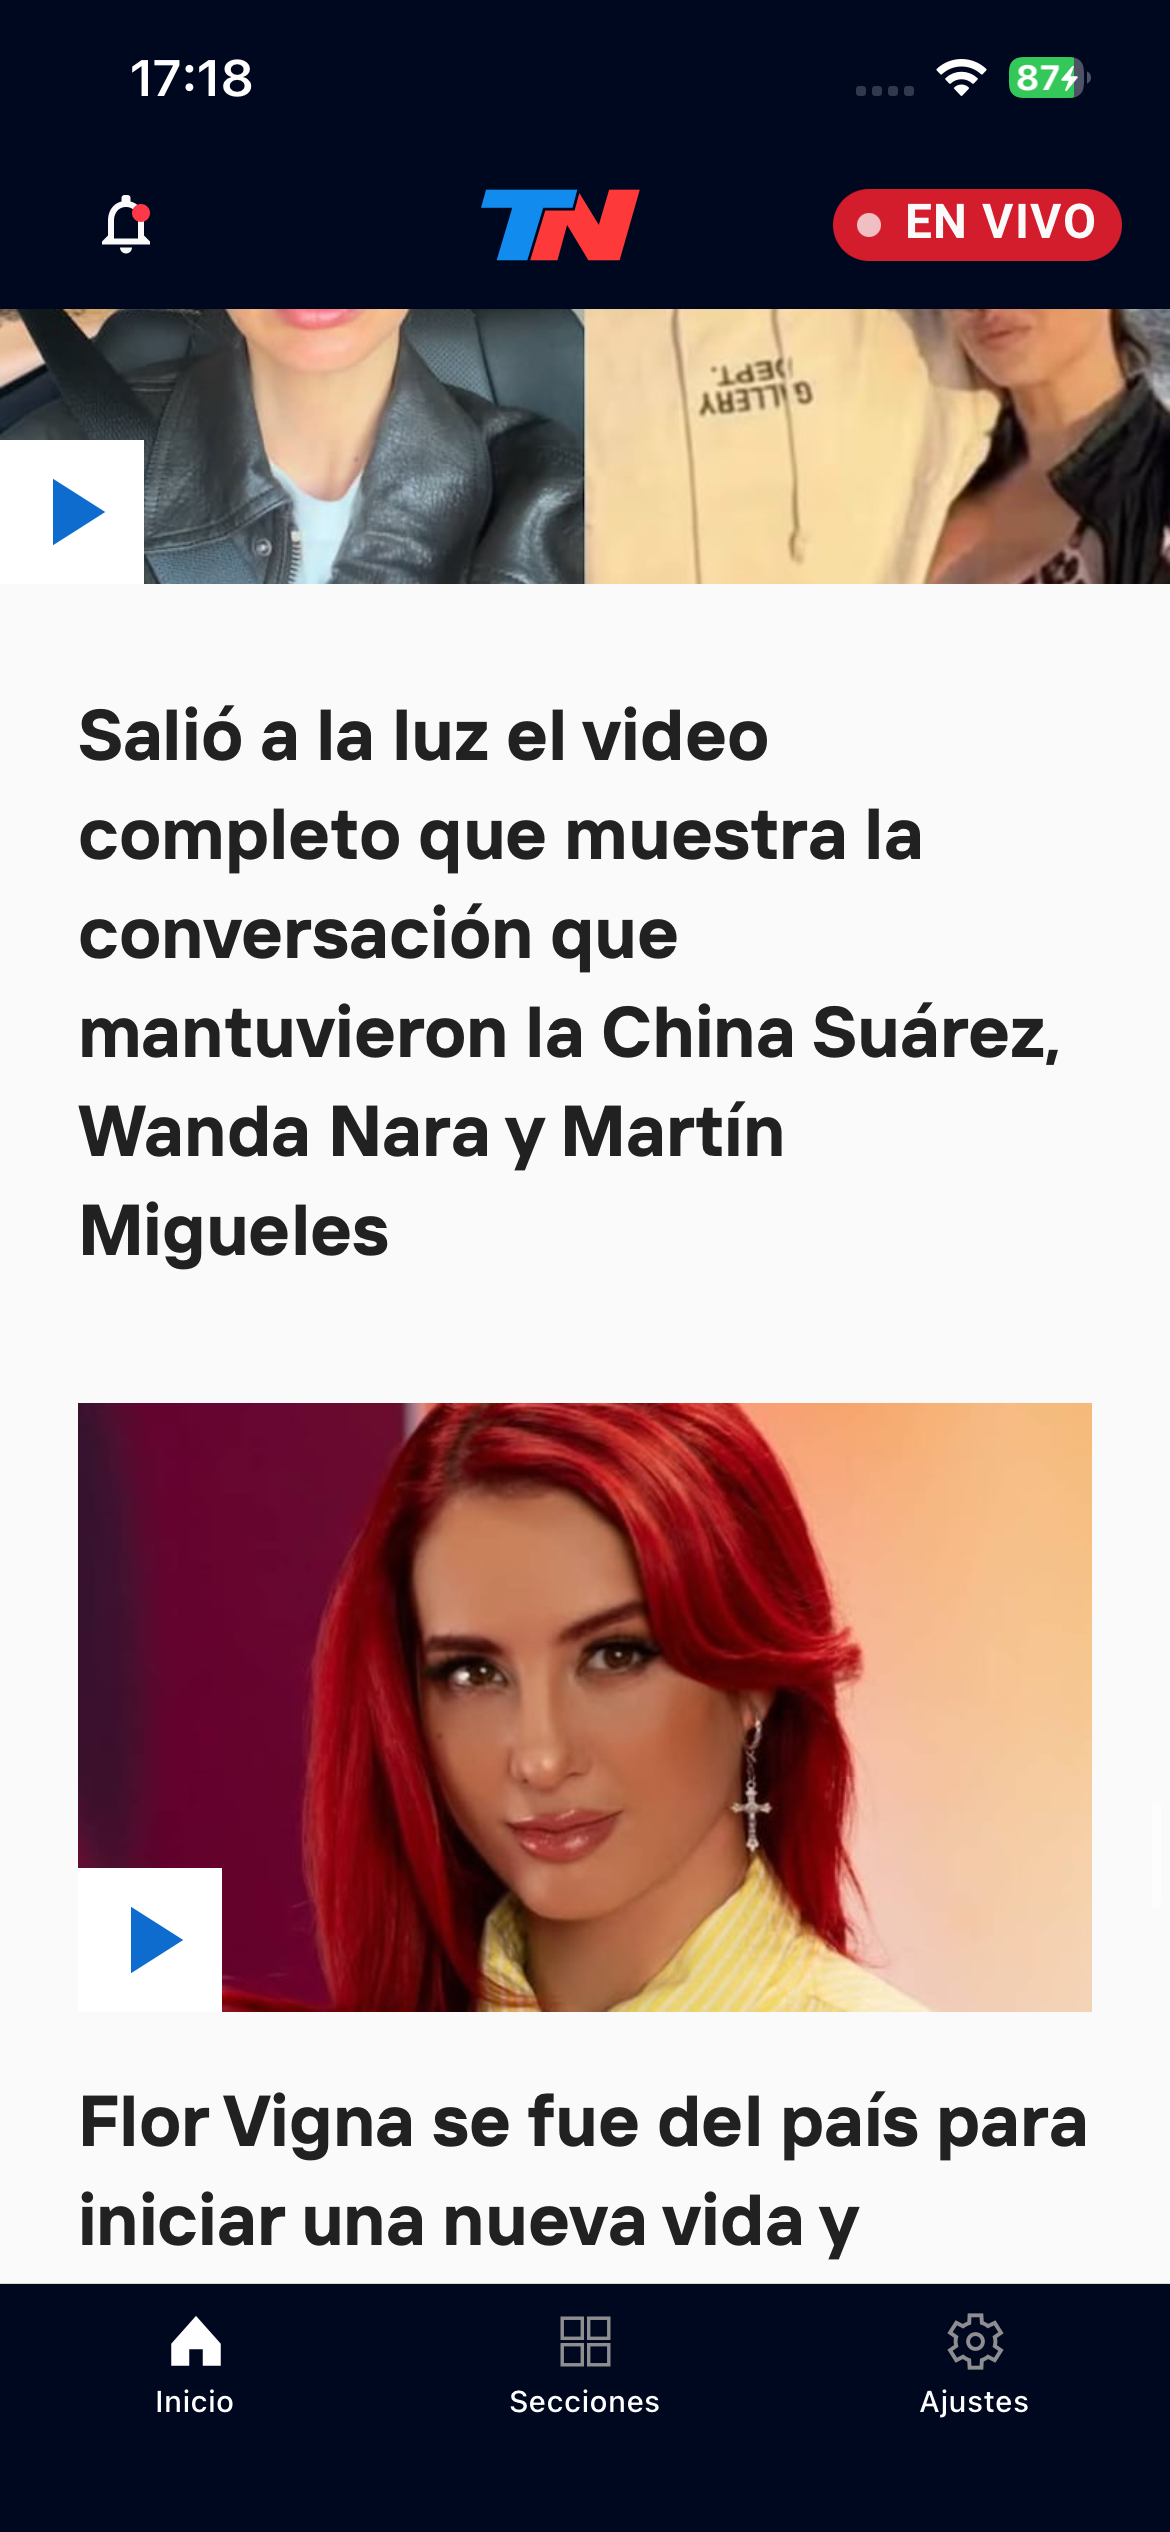 17:18
87
TN
EN VIVO
GALLERY
DEPT.
Salió a la luz el video
completo que muestra la
conversación que
mantuvieron la China Suárez,
Wanda Nara y Martín
Migueles
Flor Vigna se fue del país para
iniciar una nueva vida y
Inicio
Secciones
Ajustes